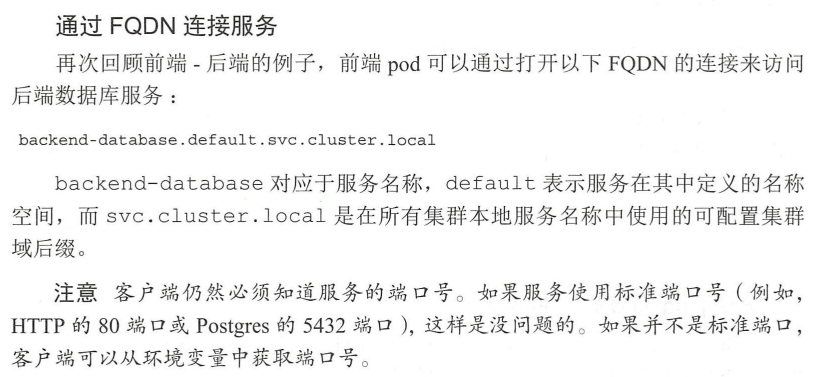 通过 FQDN 连接服务
再次回顾前端 - 后端的例子，前端 pod 可以通过打开以下 FQDN 的连接来访问
后端数据库服务：
backend-database.default.svc.cluster.local
backend-database 对应于服务名称，default 表示服务在其中定义的名称
空间，而 svc.cluster.local 是在所有集群本地服务名称中使用的可配置集群
域后缀。
注意 客户端仍然必须知道服务的端口号。如果服务使用标准端口号（例如，
HTTP 的 80 端口或 Postgres 的 5432 端口），这样是没问题的。如果并不是标准端口，
客户端可以从环境变量中获取端口号。